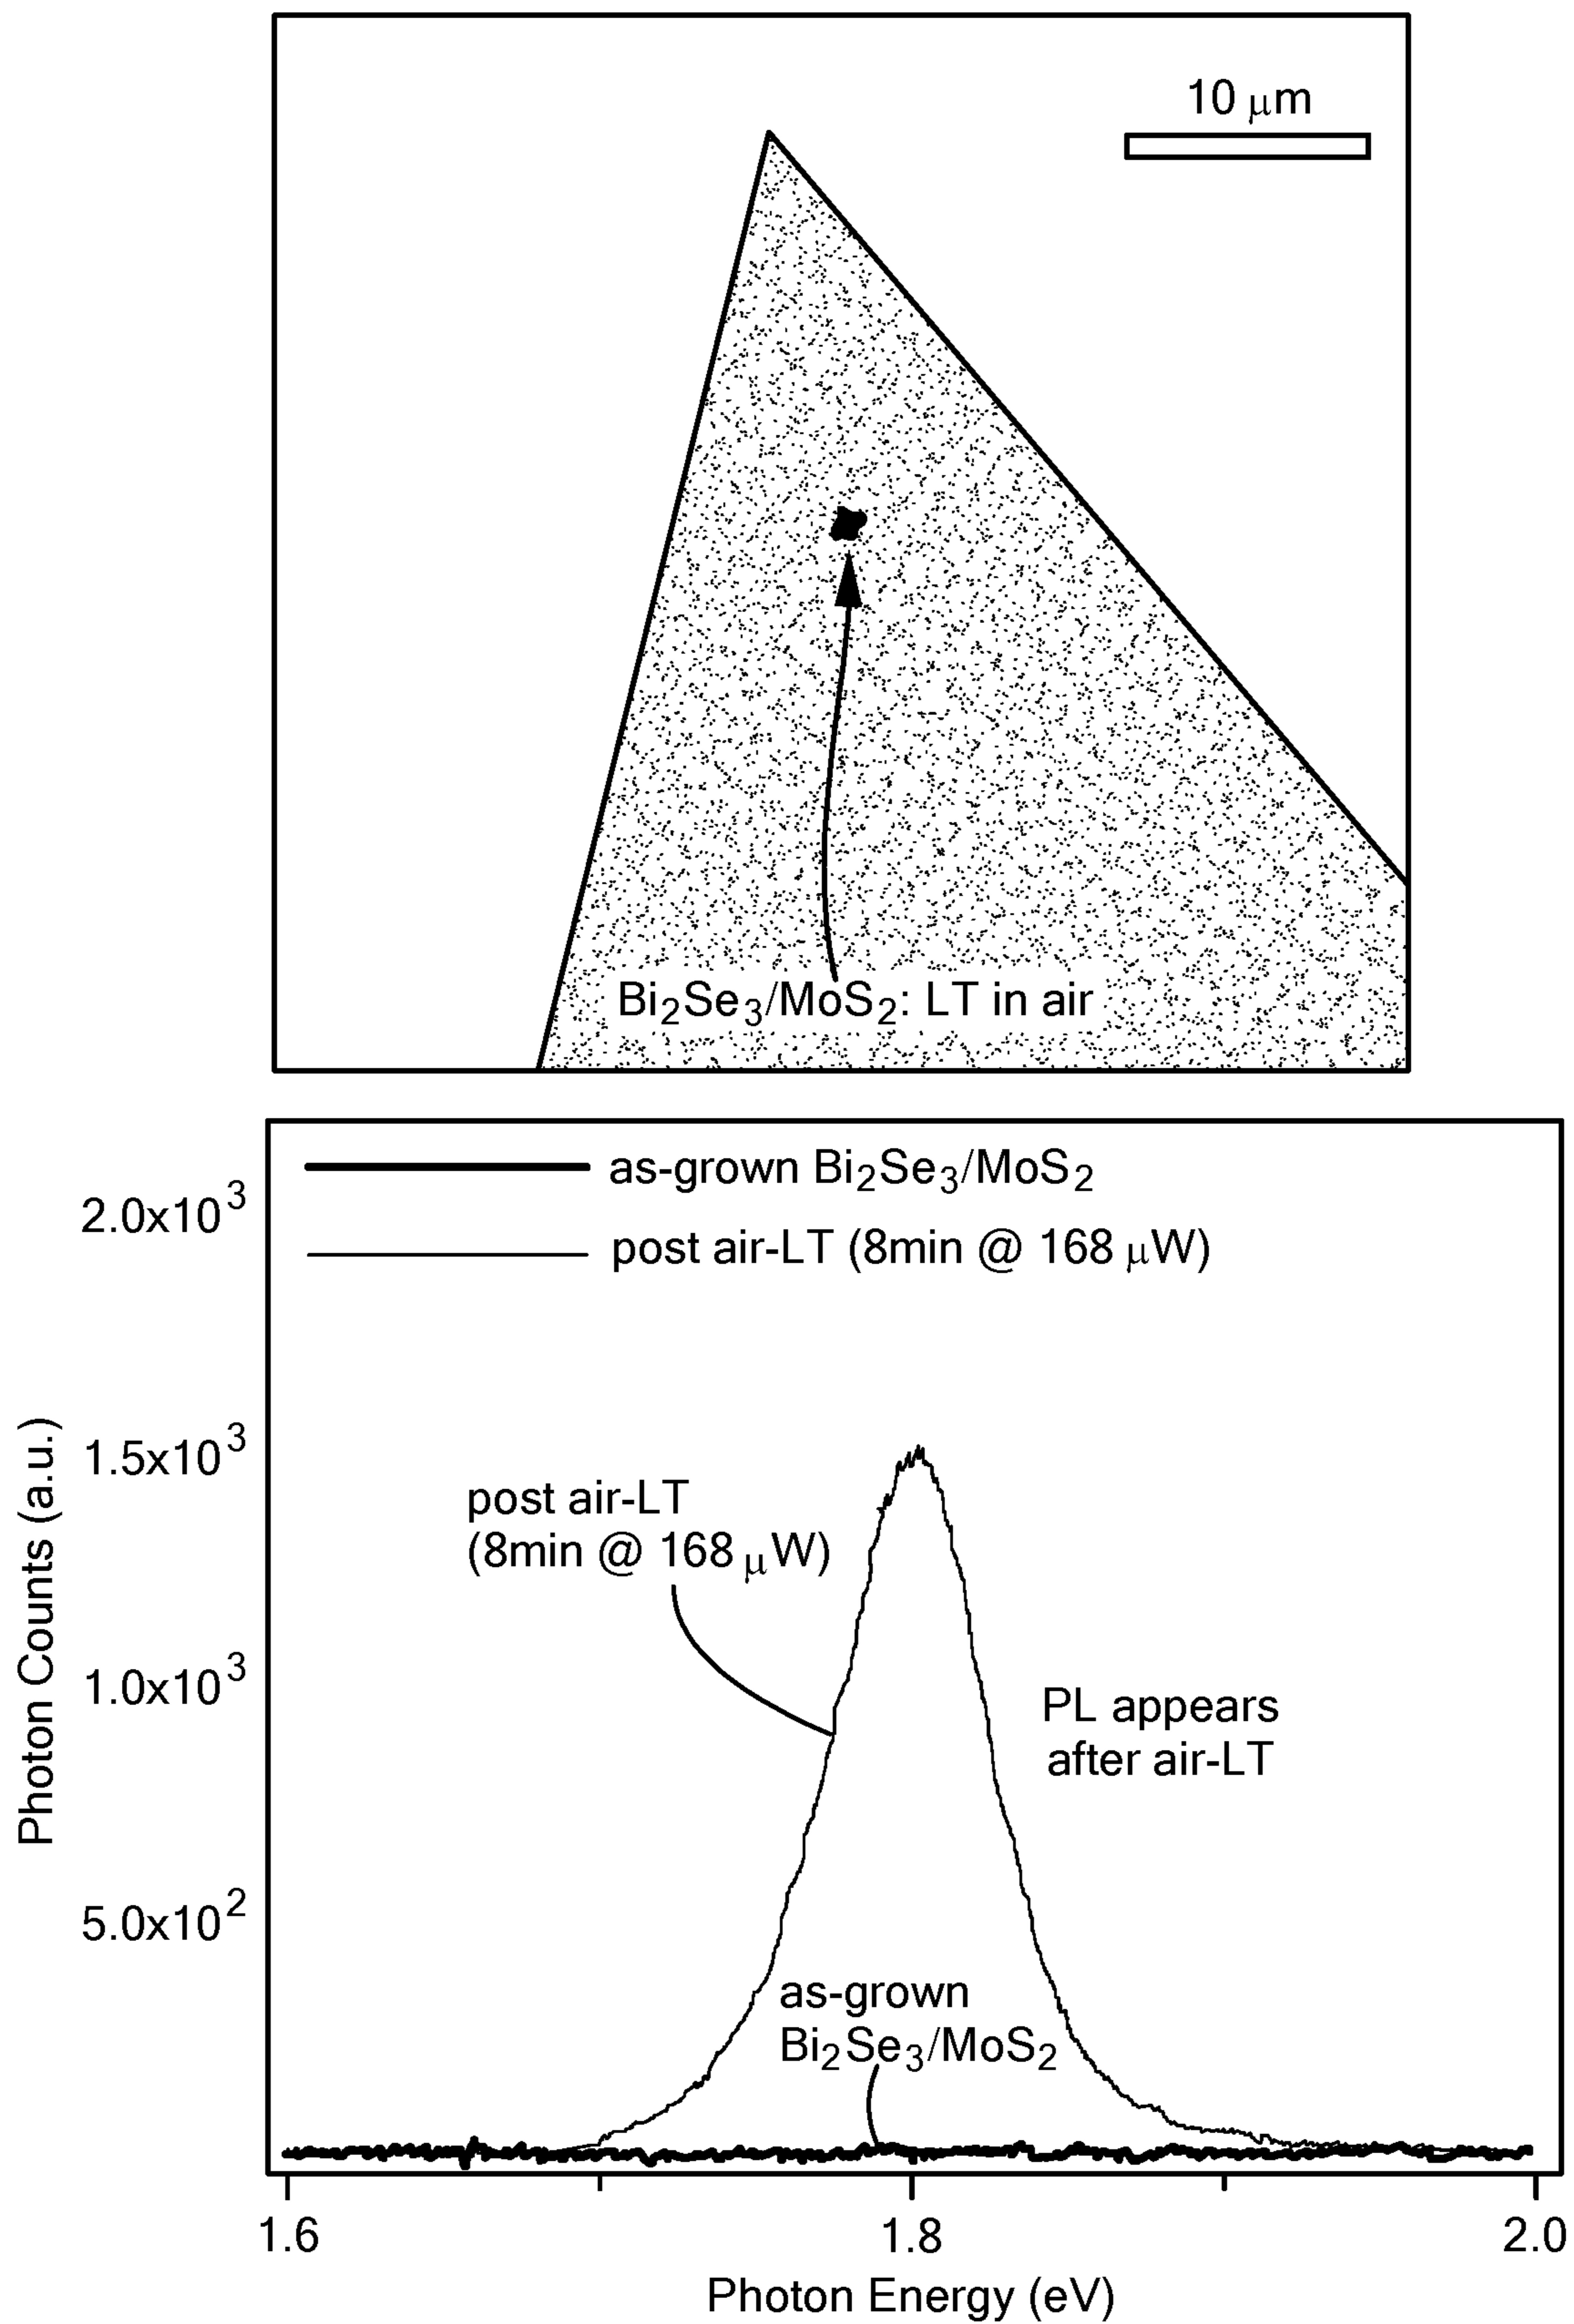 10 μm
Bi₂Se₃/MoS₂: LT in air
as-grown Bi₂Se₃/MoS₂
post air-LT (8min @ 168 μW)
2.0x10³
1.5x10³
1.0x10³
5.0x10²
Photon Counts (a.u.)
post air-LT
(8min @ 168 μW)
PL appears
after air-LT
as-grown
Bi₂Se₃/MoS₂
1.6
1.8
2.0
Photon Energy (eV)